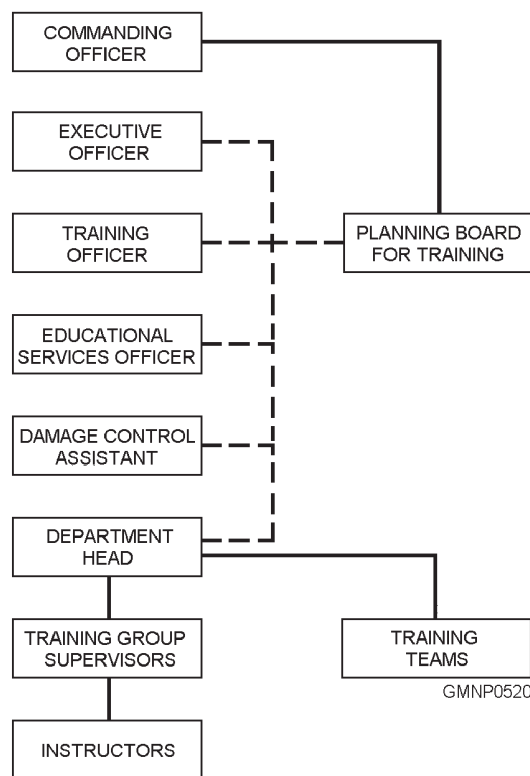 COMMANDING
OFFICER
EXECUTIVE
OFFICER
TRAINING
OFFICER
PLANNING BOARD
FOR TRAINING
EDUCATIONAL
SERVICES OFFICER
DAMAGE CONTROL
ASSISTANT
DEPARTMENT
HEAD
TRAINING GROUP
SUPERVISORS
TRAINING
TEAMS
GMNP0520
INSTRUCTORS